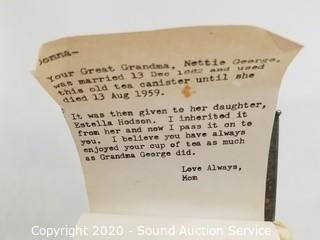 Donna-
Your Great Grandma, Nettie George,
was married 13 Dec 1882 and used
this old tea canister until she
died 13 Aug 1959.
It was then given to her daughter,
Estella Hodson. I inherited it
from her and now I pass it on to
you. I believe you have always
enjoyed your cup of tea as much
as Grandma George did.
Love Always,
Mom
Copyright 2020 - Sound Auction Service